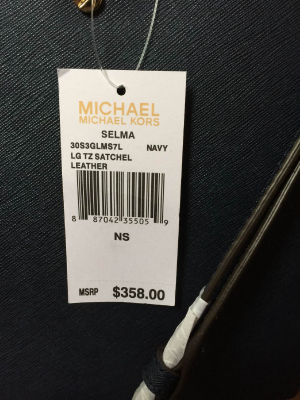 MICHAEL
MICHAEL KORS
SELMA
30S3GLMS7L NAVY
LG TZ SATCHEL
LEATHER
8 87042 35505 9
NS
MSRP $358.00